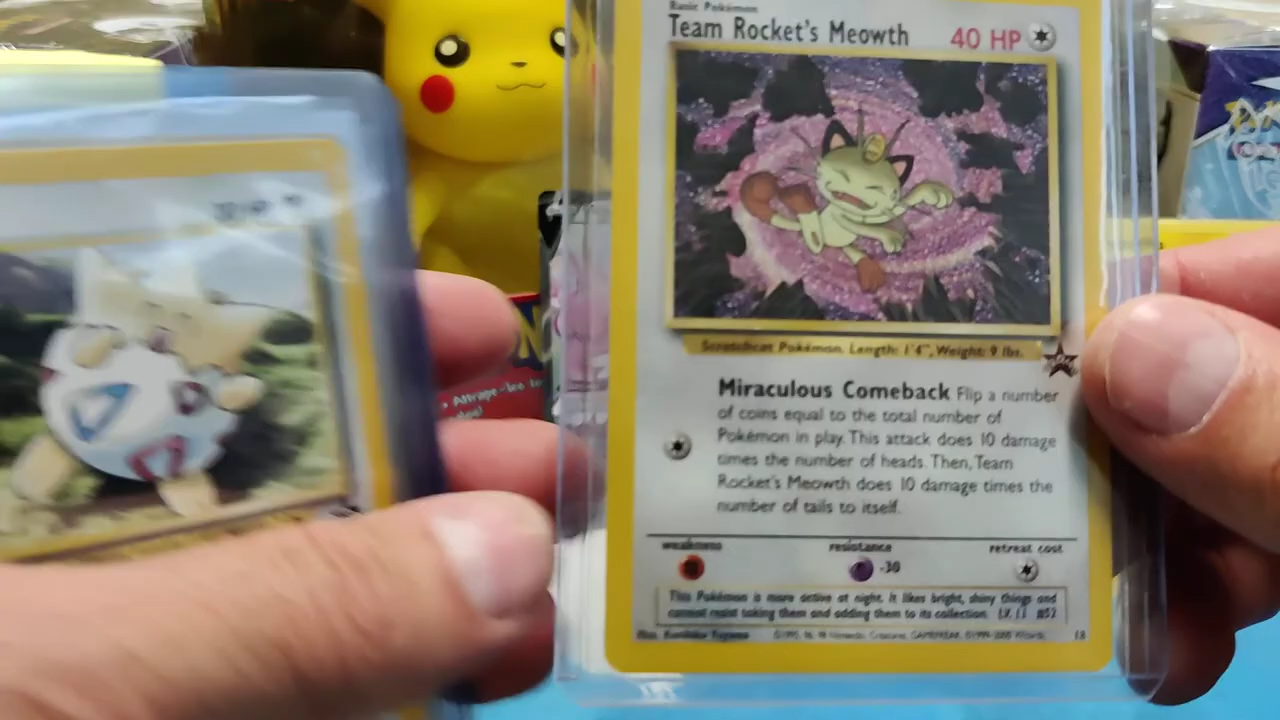 Basic Pokémon
Team Rocket's Meowth 40 HP
Scratchcat Pokémon. Length: 1'4", Weight: 9 lbs.
Miraculous Comeback Flip a number
of coins equal to the total number of
Pokémon in play. This attack does 10 damage
times the number of heads. Then, Team
Rocket's Meowth does 10 damage times the
number of tails to itself.
weakness resistance retreat cost
-30
This Pokémon is more active at night. It likes bright, shiny things and
cannot resist taking them and adding them to its collection. LV. 11 #52
18